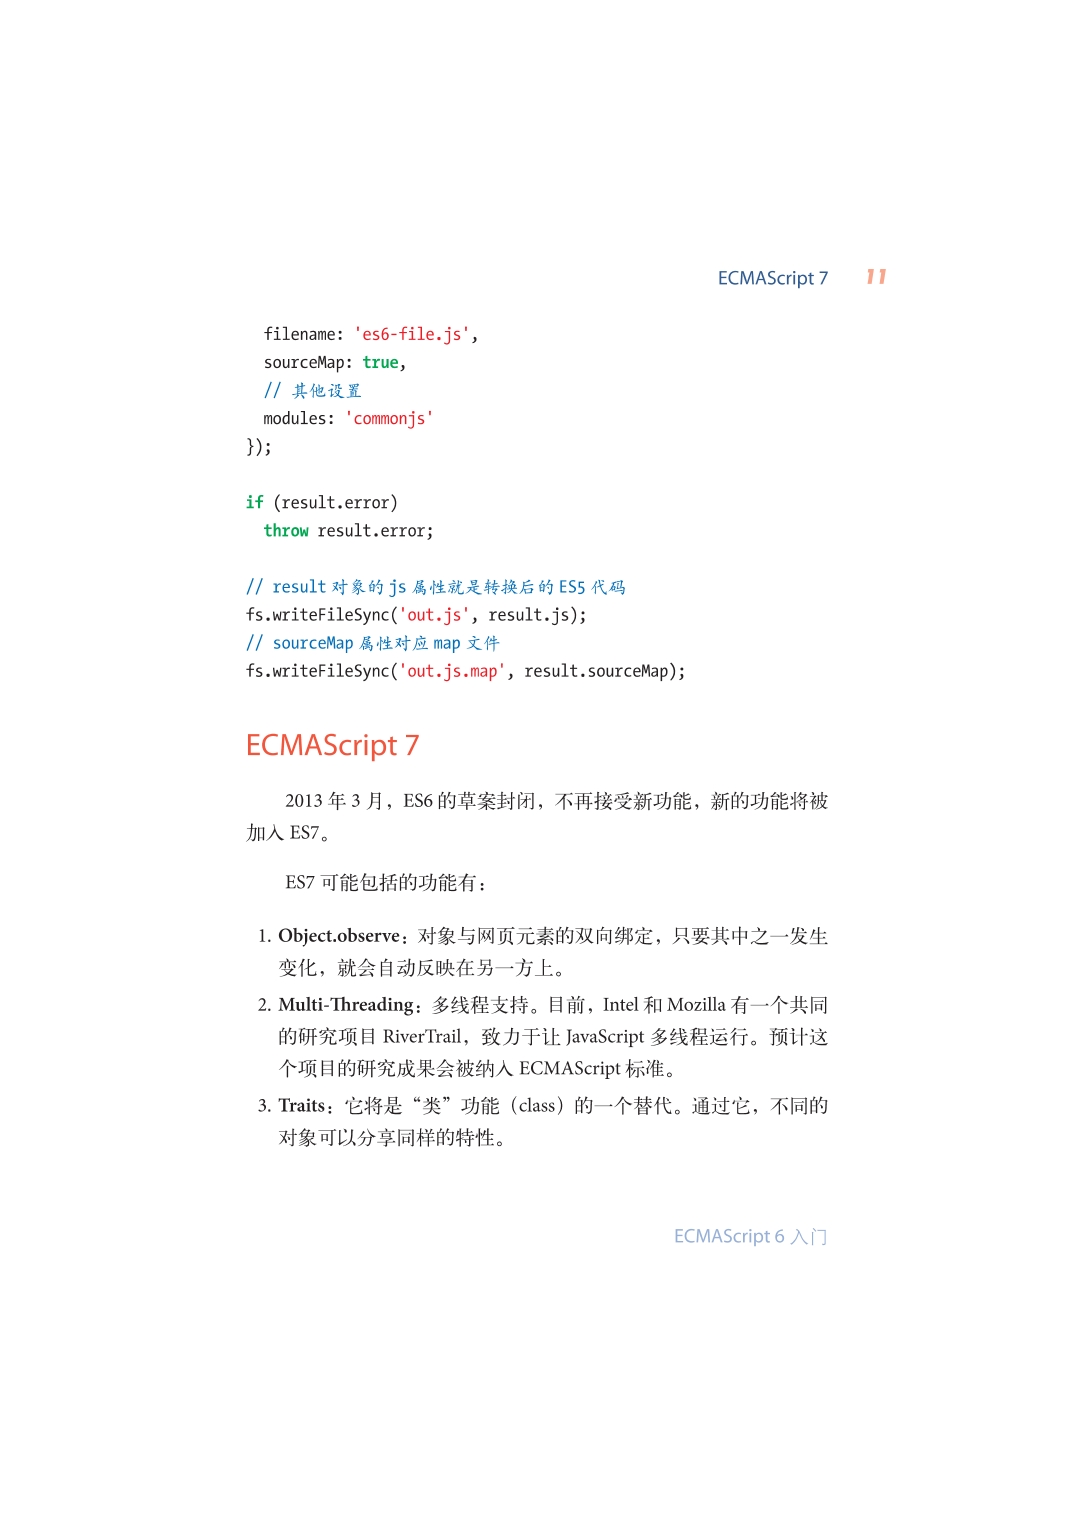 ECMAScript 7 11
filename: 'es6-file.js',
sourceMap: true,
// 其他设置
modules: 'commonjs'
});
if (result.error)
throw result.error;
// result 对象的 js 属性就是转换后的 ES5 代码
fs.writeFileSync('out.js', result.js);
// sourceMap 属性对应 map 文件
fs.writeFileSync('out.js.map', result.sourceMap);
ECMAScript 7
2013 年 3 月，ES6 的草案封闭，不再接受新功能，新的功能将被
加入 ES7。
ES7 可能包括的功能有：
1. Object.observe：对象与网页元素的双向绑定，只要其中之一发生
变化，就会自动反映在另一方上。
2. Multi-Threading：多线程支持。目前，Intel 和 Mozilla 有一个共同
的研究项目 RiverTrail，致力于让 JavaScript 多线程运行。预计这
个项目的研究成果会被纳入 ECMAScript 标准。
3. Traits：它将是“类”功能（class）的一个替代。通过它，不同的
对象可以分享同样的特性。
ECMAScript 6 入门